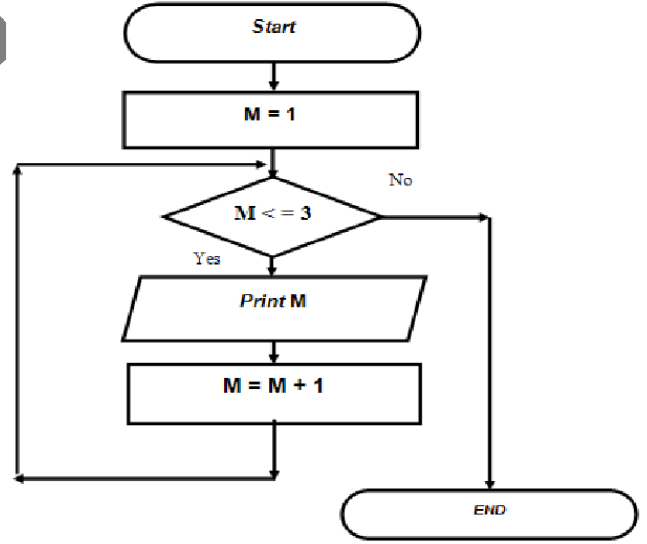 Start
M = 1
No
M < = 3
Yes
Print M
M = M + 1
END